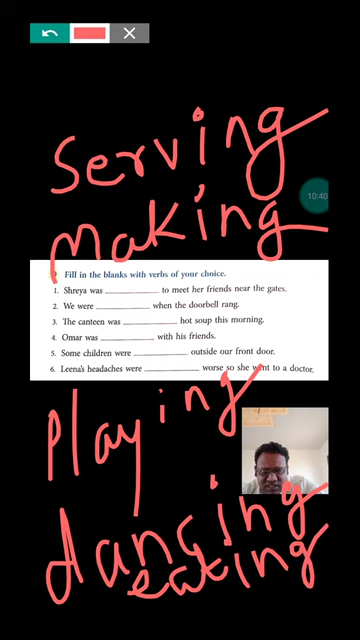 Serving
10:40
Making
Fill in the blanks with verbs of your choice.
1. Shreya was ____________ to meet her friends near the gates.
2. We were ____________ when the doorbell rang.
3. The canteen was ____________ hot soup this morning.
4. Omar was ____________ with his friends.
5. Some children were ____________ outside our front door.
6. Leena's headaches were ____________ worse so she went to a doctor.
Playing
dancing
eating